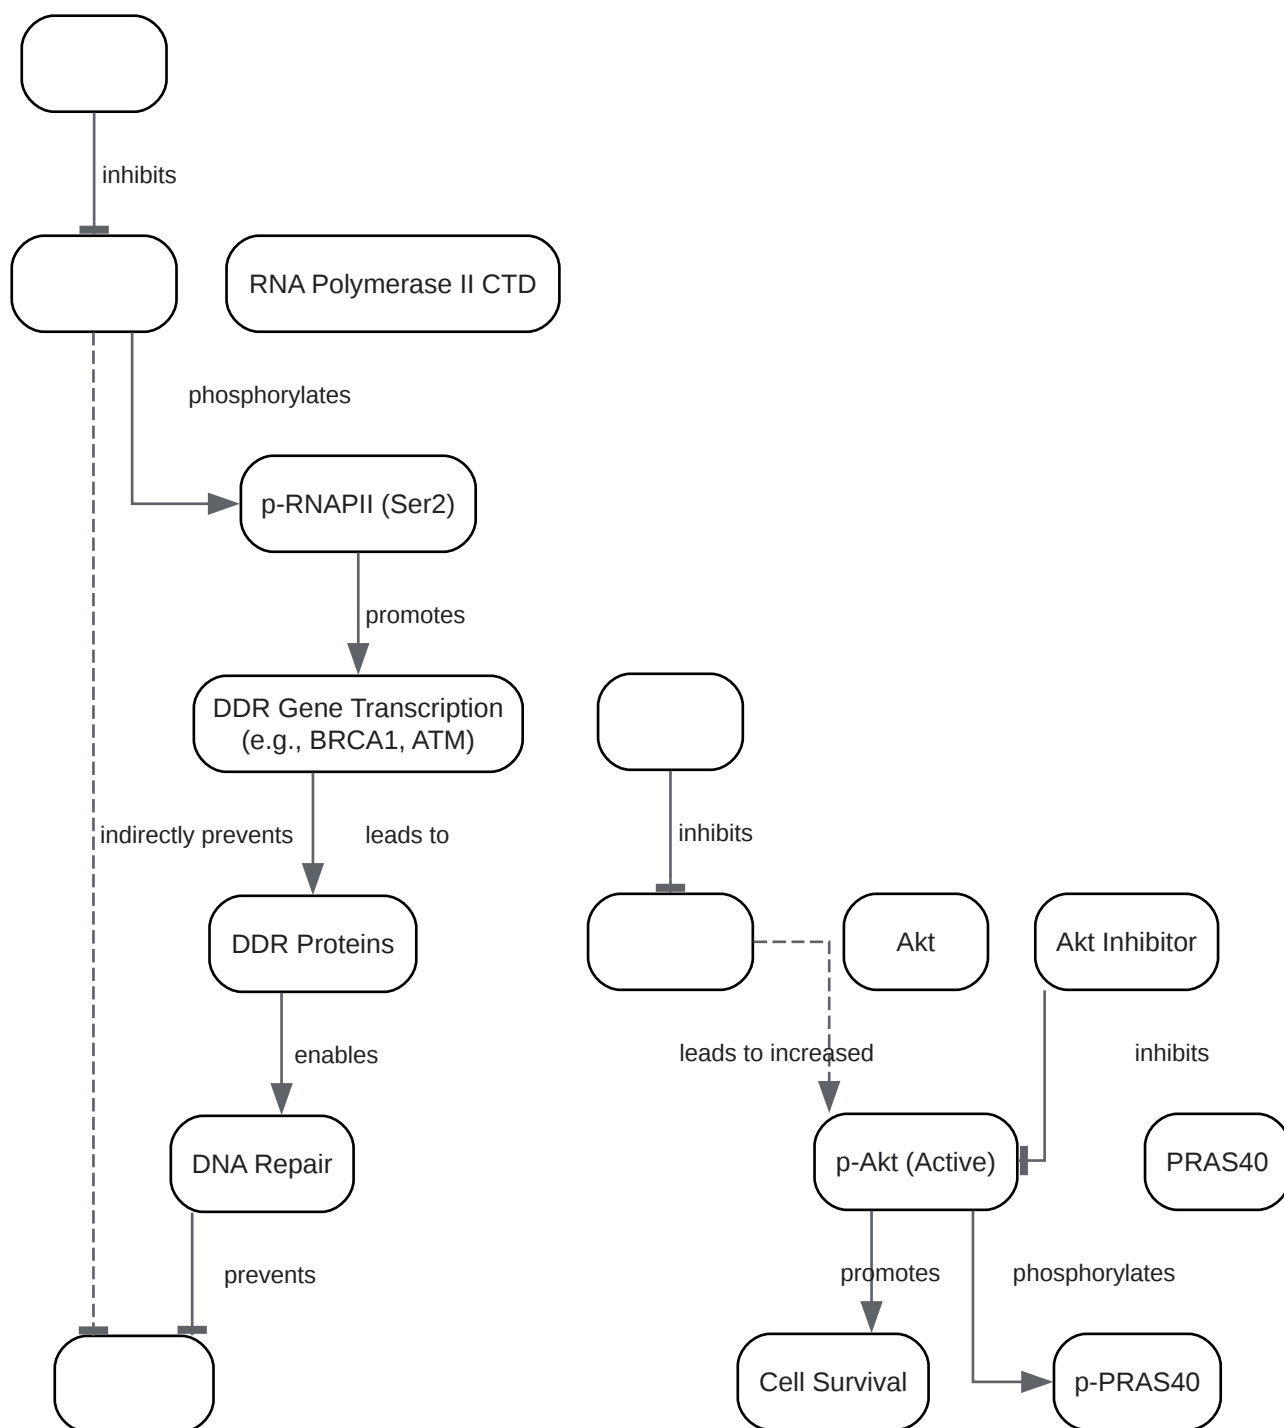 inhibits
RNA Polymerase II CTD
phosphorylates
p-RNAPII (Ser2)
promotes
DDR Gene Transcription
(e.g., BRCA1, ATM)
indirectly prevents
leads to
inhibits
DDR Proteins
Akt
Akt Inhibitor
enables
leads to increased
inhibits
DNA Repair
p-Akt (Active)
PRAS40
prevents
promotes
phosphorylates
Cell Survival
p-PRAS40